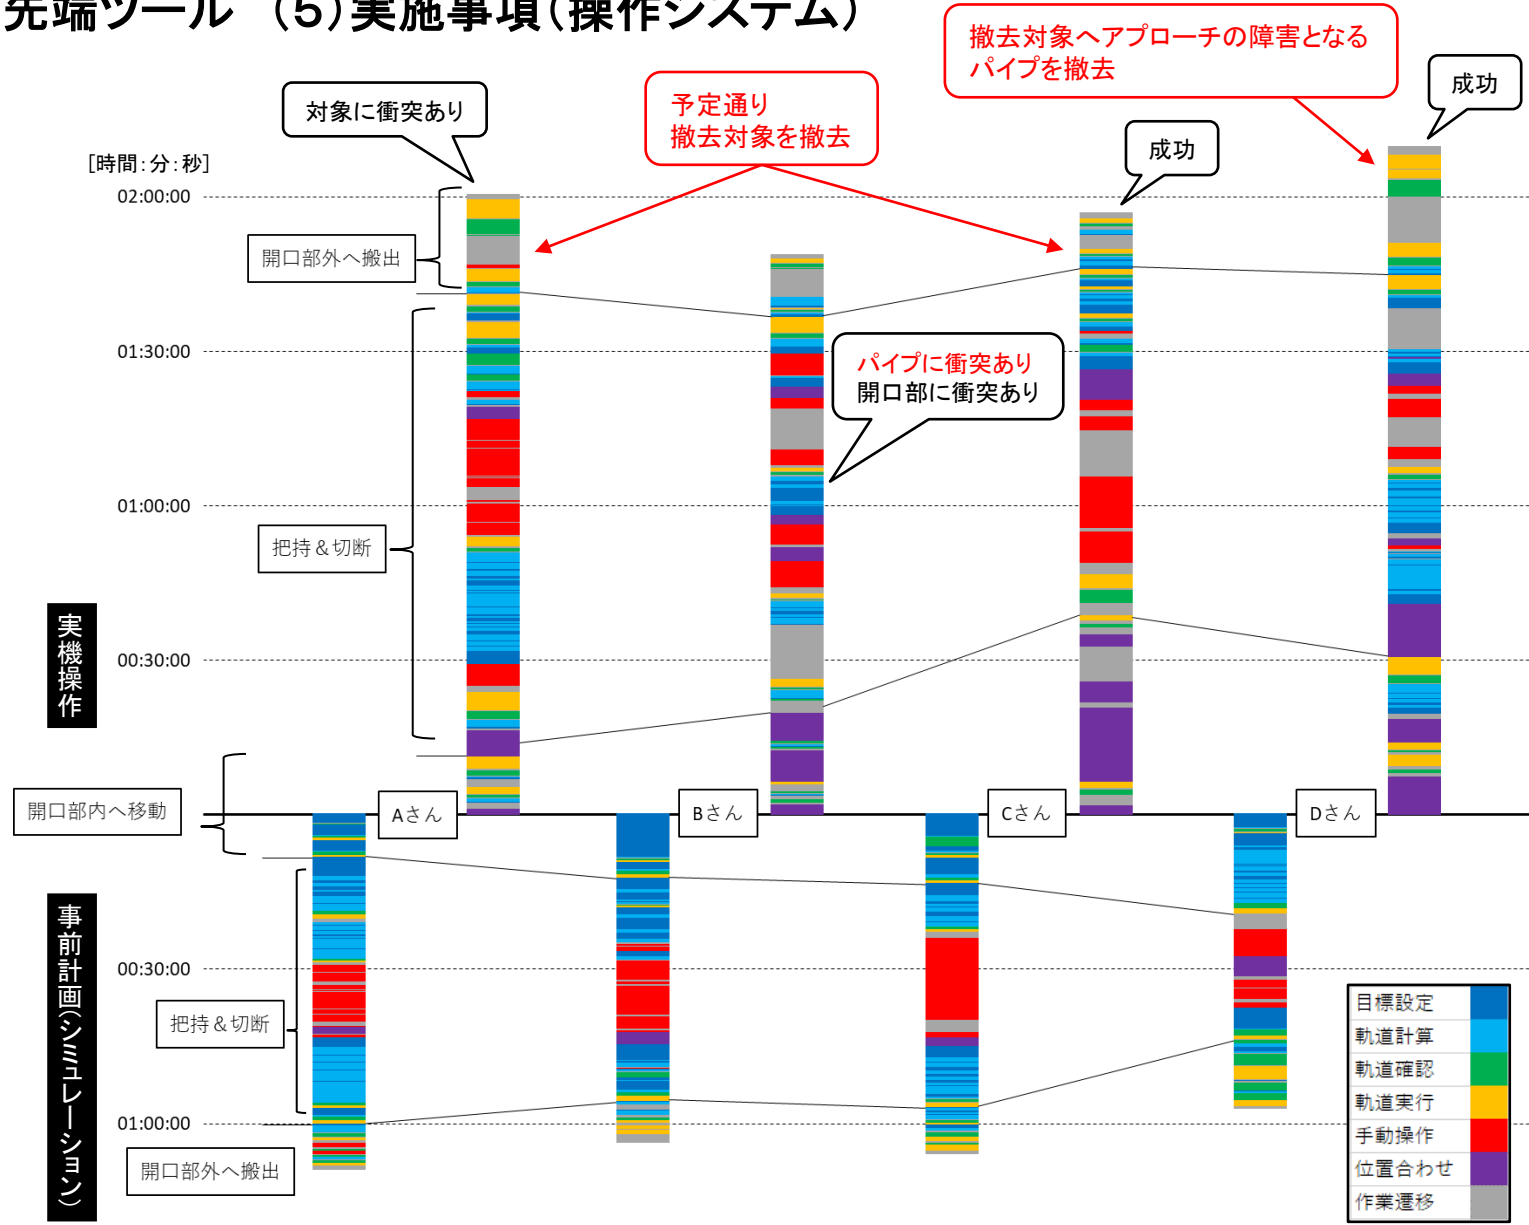 先端ツール （5）実施事項（操作システム）
撤去対象へアプローチの障害となる
パイプを撤去
成功
対象に衝突あり
予定通り
撤去対象を撤去
成功
[時間：分：秒]
02:00:00
開口部外へ搬出
01:30:00
パイプに衝突あり
開口部に衝突あり
01:00:00
把持＆切断
実機操作
00:30:00
開口部内へ移動
Aさん
Bさん
Cさん
Dさん
事前計画（シミュレーション）
00:30:00
把持＆切断
01:00:00
開口部外へ搬出
目標設定
軌道計算
軌道確認
軌道実行
手動操作
位置合わせ
作業遷移